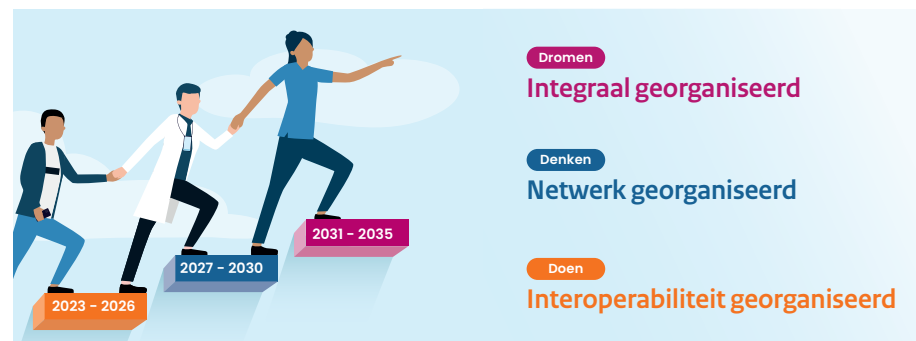 2023 - 2026
2027 - 2030
2031 - 2035
Dromen
Integraal georganiseerd
Denken
Netwerk georganiseerd
Doen
Interoperabiliteit georganiseerd